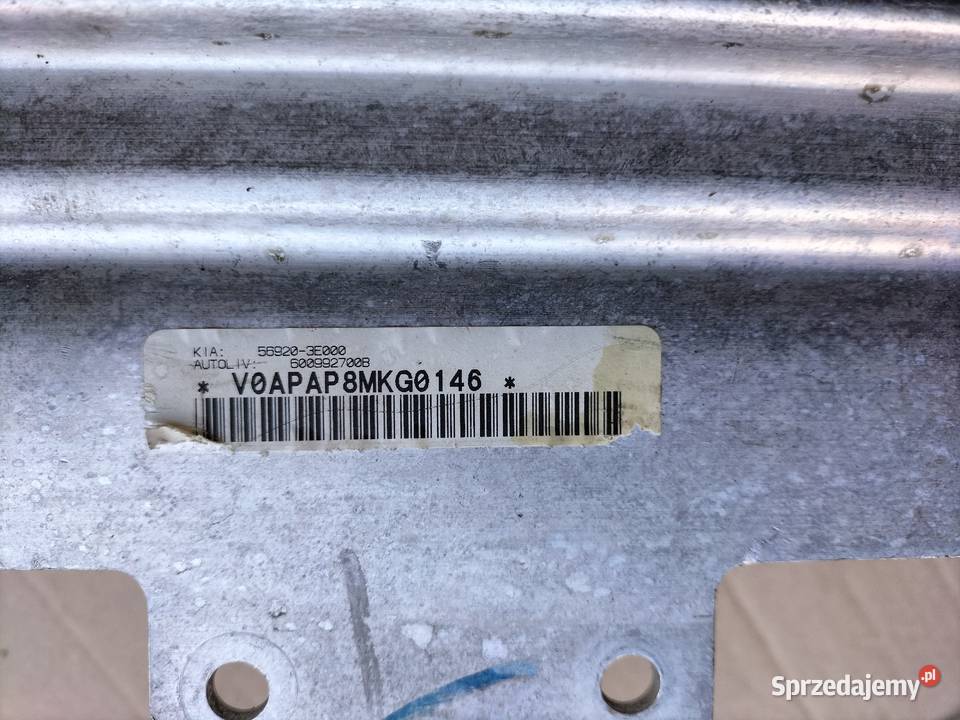 KIA: 56920-3E000
AUTOLIV: 600992700B
* V0APAP8MKG0146 *
Sprzedajemy.pl